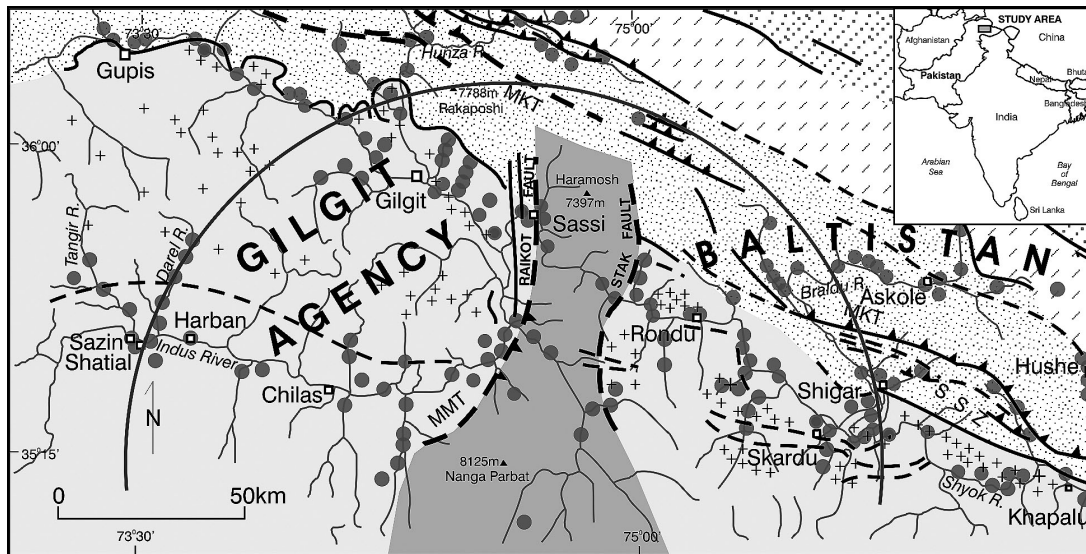 73°30'
75°00'
STUDY AREA
Afghanistan
China
Pakistan
Nepal
Bhuta
Bangladesh
India
Arabian
Sea
Bay
of
Bengal
Sri Lanka
Gupis
Hunza R.
7788m
Rakaposhi
MKT
36°00'
GILGIT
AGENCY
Gilgit
RAIKOT FAULT
Haramosh
7397m
Sassi
STAK FAULT
BALTISTAN
Tangir R.
Darel R.
Braldu R.
Askole
MKT
Harban
Sazin
Shatial
Indus River
Rondu
Hushe
Chilas
MMT
Shigar
S S Z
N
Skardu
35°15'
8125m
Nanga Parbat
Shyok R.
Khapalu
0
50km
73°30'
75°00'